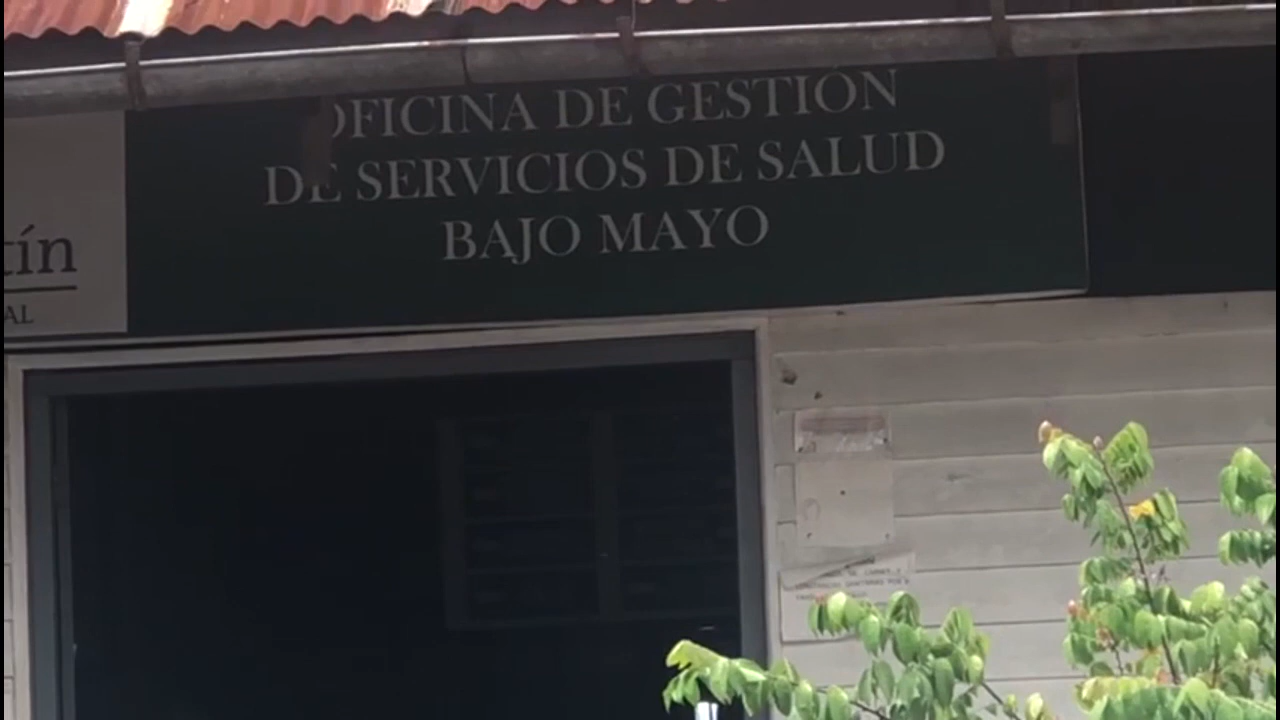 OFICINA DE GESTIÓN
DE SERVICIOS DE SALUD
BAJO MAYO
tín
AL